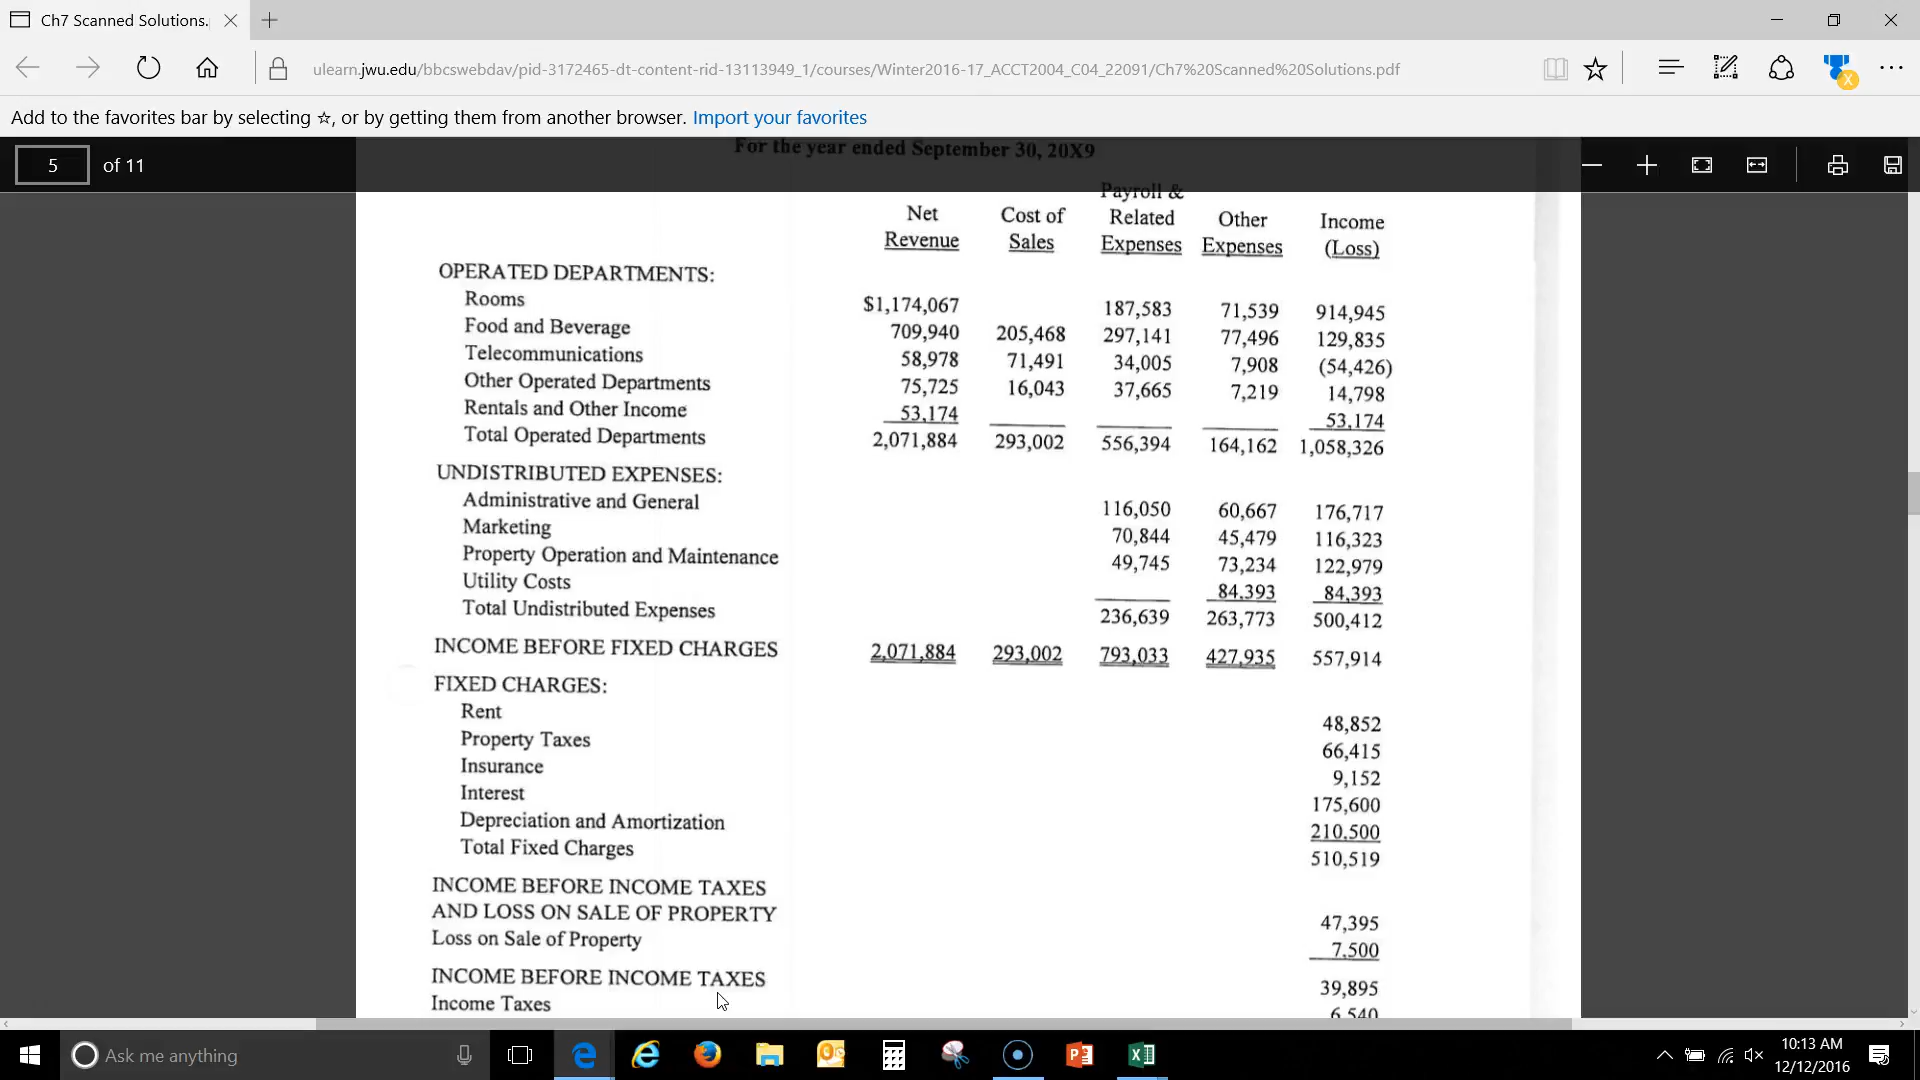 Ch7 Scanned Solutions.
ulearn.jwu.edu/bbcswebdav/pid-3172465-dt-content-rid-13113949_1/courses/Winter2016-17_ACCT2004_C04_22091/Ch7%20Scanned%20Solutions.pdf
X
Add to the favorites bar by selecting ☆, or by getting them from another browser. Import your favorites
For the year ended September 30, 20X9
5 of 11
Payroll &
Net Cost of Related Other Income
Revenue Sales Expenses Expenses (Loss)
OPERATED DEPARTMENTS:
Rooms $1,174,067 187,583 71,539 914,945
Food and Beverage 709,940 205,468 297,141 77,496 129,835
Telecommunications 58,978 71,491 34,005 7,908 (54,426)
Other Operated Departments 75,725 16,043 37,665 7,219 14,798
Rentals and Other Income 53,174 53,174
Total Operated Departments 2,071,884 293,002 556,394 164,162 1,058,326
UNDISTRIBUTED EXPENSES:
Administrative and General 116,050 60,667 176,717
Marketing 70,844 45,479 116,323
Property Operation and Maintenance 49,745 73,234 122,979
Utility Costs 84,393 84,393
Total Undistributed Expenses 236,639 263,773 500,412
INCOME BEFORE FIXED CHARGES 2,071,884 293,002 793,033 427,935 557,914
FIXED CHARGES:
Rent 48,852
Property Taxes 66,415
Insurance 9,152
Interest 175,600
Depreciation and Amortization 210,500
Total Fixed Charges 510,519
INCOME BEFORE INCOME TAXES
AND LOSS ON SALE OF PROPERTY 47,395
Loss on Sale of Property 7,500
INCOME BEFORE INCOME TAXES 39,895
Income Taxes 6,540
Ask me anything
10:13 AM
12/12/2016